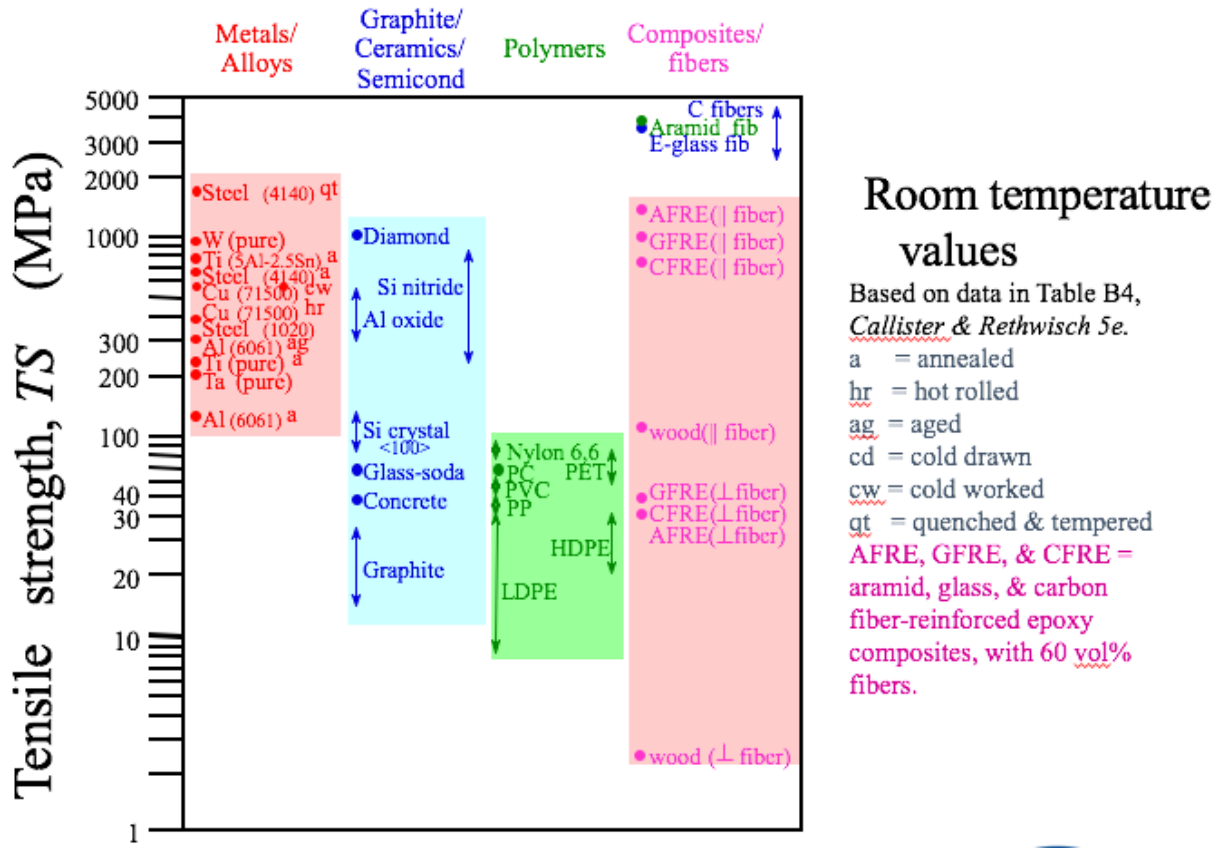 Metals/
Alloys
Graphite/
Ceramics/
Semicond
Polymers
Composites/
fibers
Tensile strength, TS (MPa)
5000
3000
2000
1000
300
200
100
40
30
20
10
1
Steel (4140) qt
W (pure)
Ti (5Al-2.5Sn) a
Steel (4140) a
Cu (71500) cw
Cu (71500) hr
Steel (1020)
Al (6061) ag
Ti (pure) a
Ta (pure)
Al (6061) a
Diamond
Si nitride
Al oxide
Si crystal
<100>
Glass-soda
Concrete
Graphite
Nylon 6,6
PC PET
PVC
PP
HDPE
LDPE
C fibers
Aramid fib
E-glass fib
AFRE(|| fiber)
GFRE(|| fiber)
CFRE(|| fiber)
wood(|| fiber)
GFRE(⊥fiber)
CFRE(⊥fiber)
AFRE(⊥fiber)
wood (⊥ fiber)
Room temperature
values
Based on data in Table B4,
Callister & Rethwisch 5e.
a = annealed
hr = hot rolled
ag = aged
cd = cold drawn
cw = cold worked
qt = quenched & tempered
AFRE, GFRE, & CFRE =
aramid, glass, & carbon
fiber-reinforced epoxy
composites, with 60 vol%
fibers.